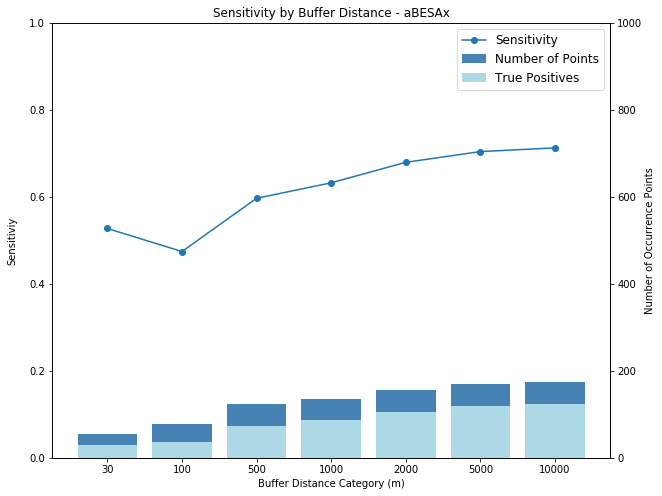 Sensitivity by Buffer Distance - aBESAx
1.0
0.8
0.6
0.4
0.2
0.0
Sensitiviy
1000
800
600
400
200
0
Number of Occurrence Points
Sensitivity
Number of Points
True Positives
30 100 500 1000 2000 5000 10000
Buffer Distance Category (m)